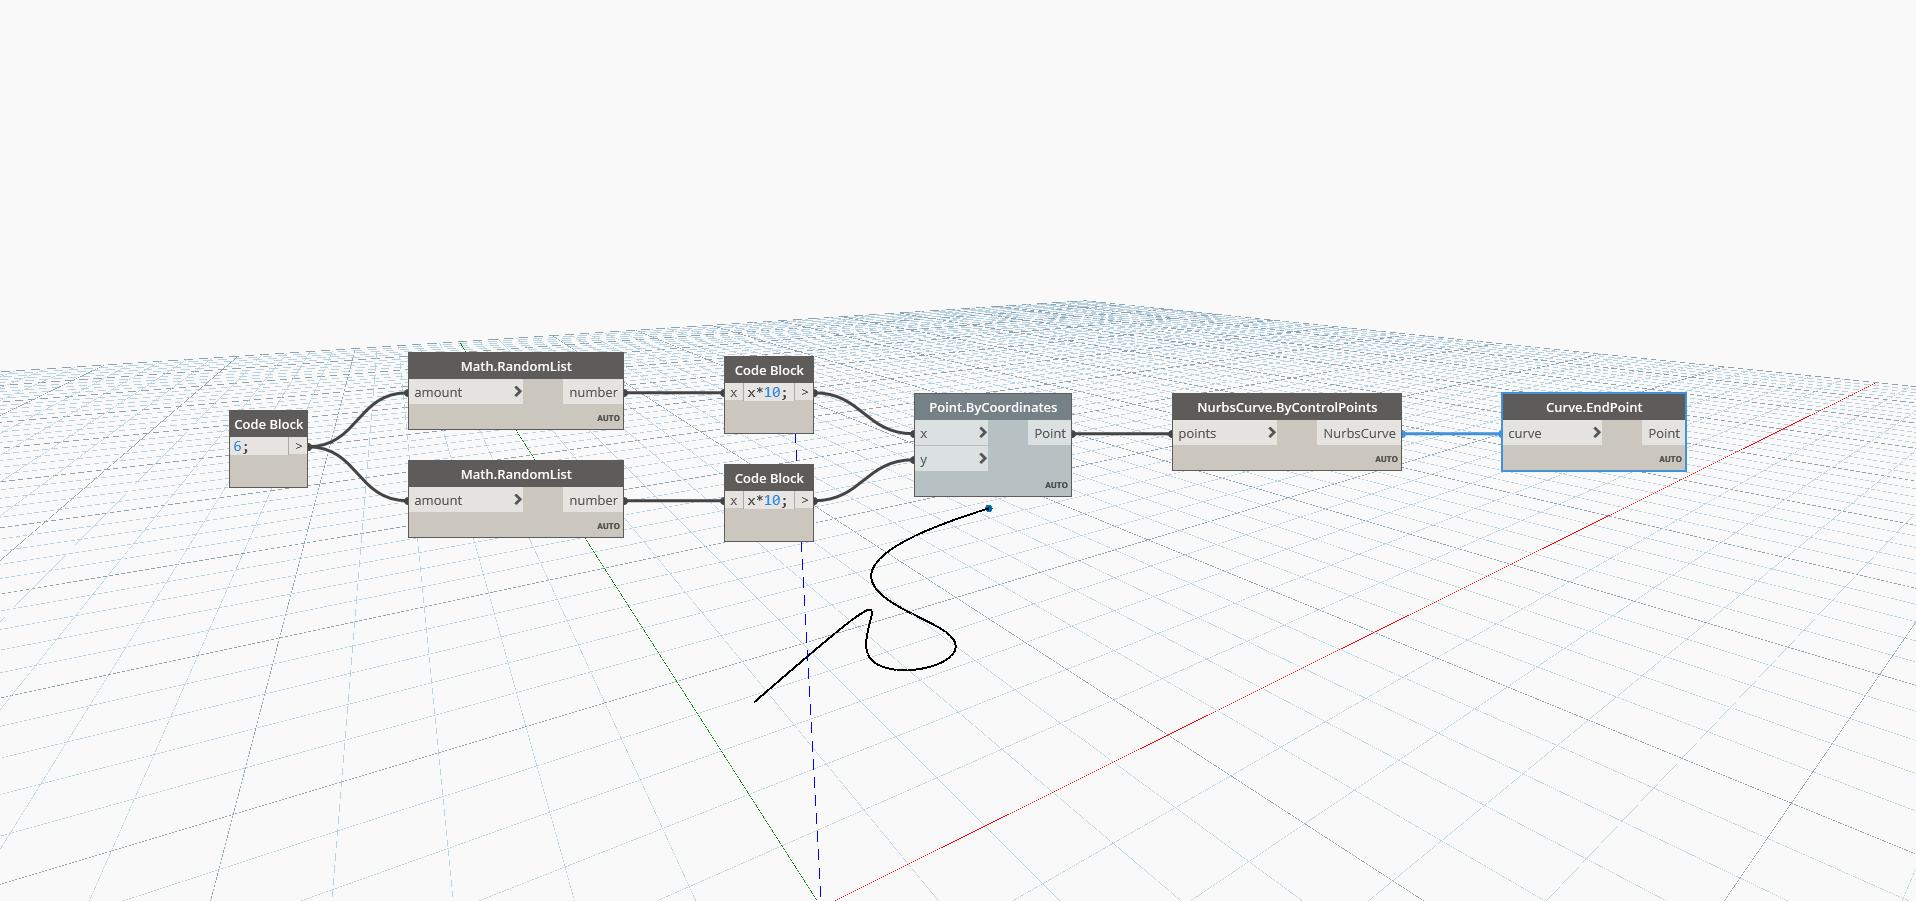 Code Block
6; >
Math.RandomList
amount > number
AUTO
Math.RandomList
amount > number
AUTO
Code Block
x x*10; >
Code Block
x x*10; >
Point.ByCoordinates
x > Point
y >
AUTO
NurbsCurve.ByControlPoints
points > NurbsCurve
AUTO
Curve.EndPoint
curve > Point
AUTO